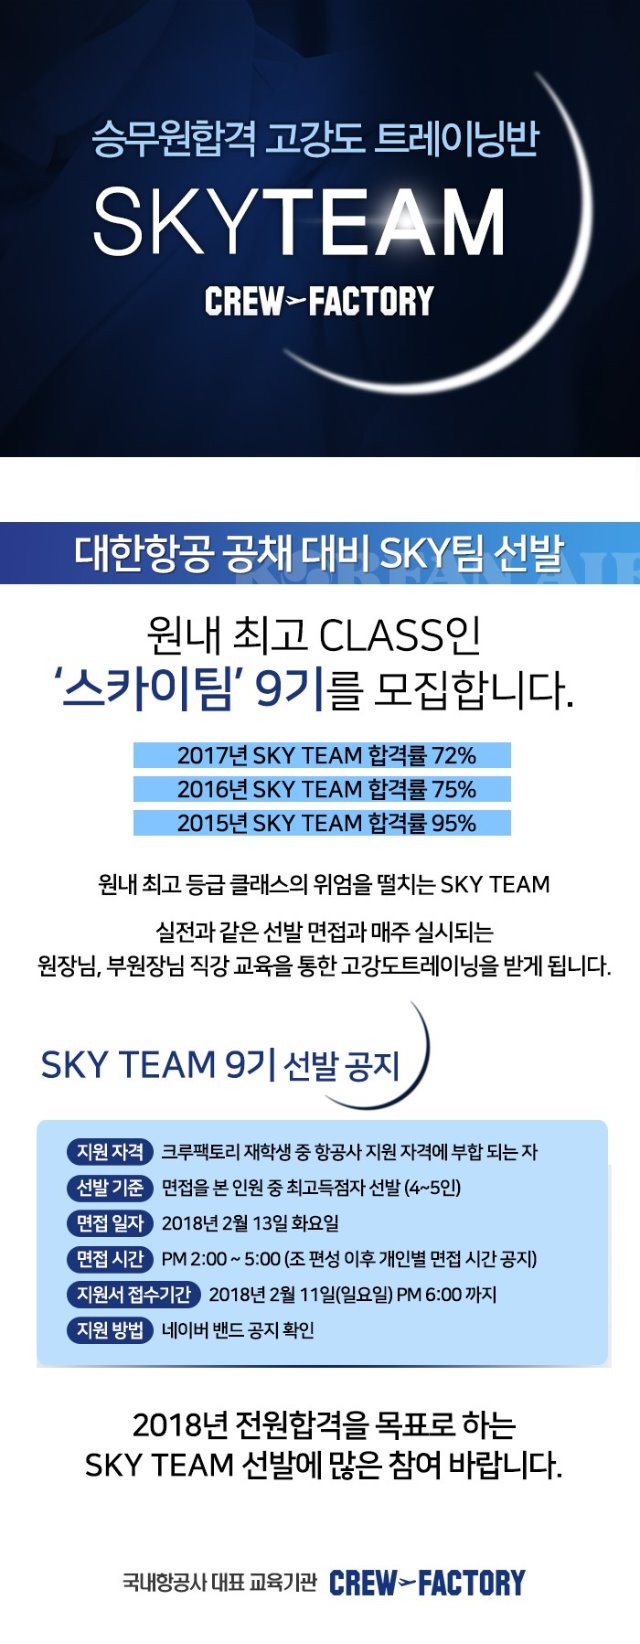 승무원합격 고강도 트레이닝반
SKYTEAM
CREW FACTORY
대한항공 공채 대비 SKY팀 선발
KOREAN AIR
원내 최고 CLASS인
‘스카이팀’ 9기를 모집합니다.
2017년 SKY TEAM 합격률 72%
2016년 SKY TEAM 합격률 75%
2015년 SKY TEAM 합격률 95%
원내 최고 등급 클래스의 위엄을 떨치는 SKY TEAM
실전과 같은 선발 면접과 매주 실시되는
원장님, 부원장님 직강 교육을 통한 고강도트레이닝을 받게 됩니다.
SKY TEAM 9기 선발 공지
지원 자격 크루팩토리 재학생 중 항공사 지원 자격에 부합 되는 자
선발 기준 면접을 본 인원 중 최고득점자 선발 (4~5인)
면접 일자 2018년 2월 13일 화요일
면접 시간 PM 2:00 ~ 5:00 (조 편성 이후 개인별 면접 시간 공지)
지원서 접수기간 2018년 2월 11일(일요일) PM 6:00 까지
지원 방법 네이버 밴드 공지 확인
2018년 전원합격을 목표로 하는
SKY TEAM 선발에 많은 참여 바랍니다.
국내항공사 대표 교육기관 CREW FACTORY